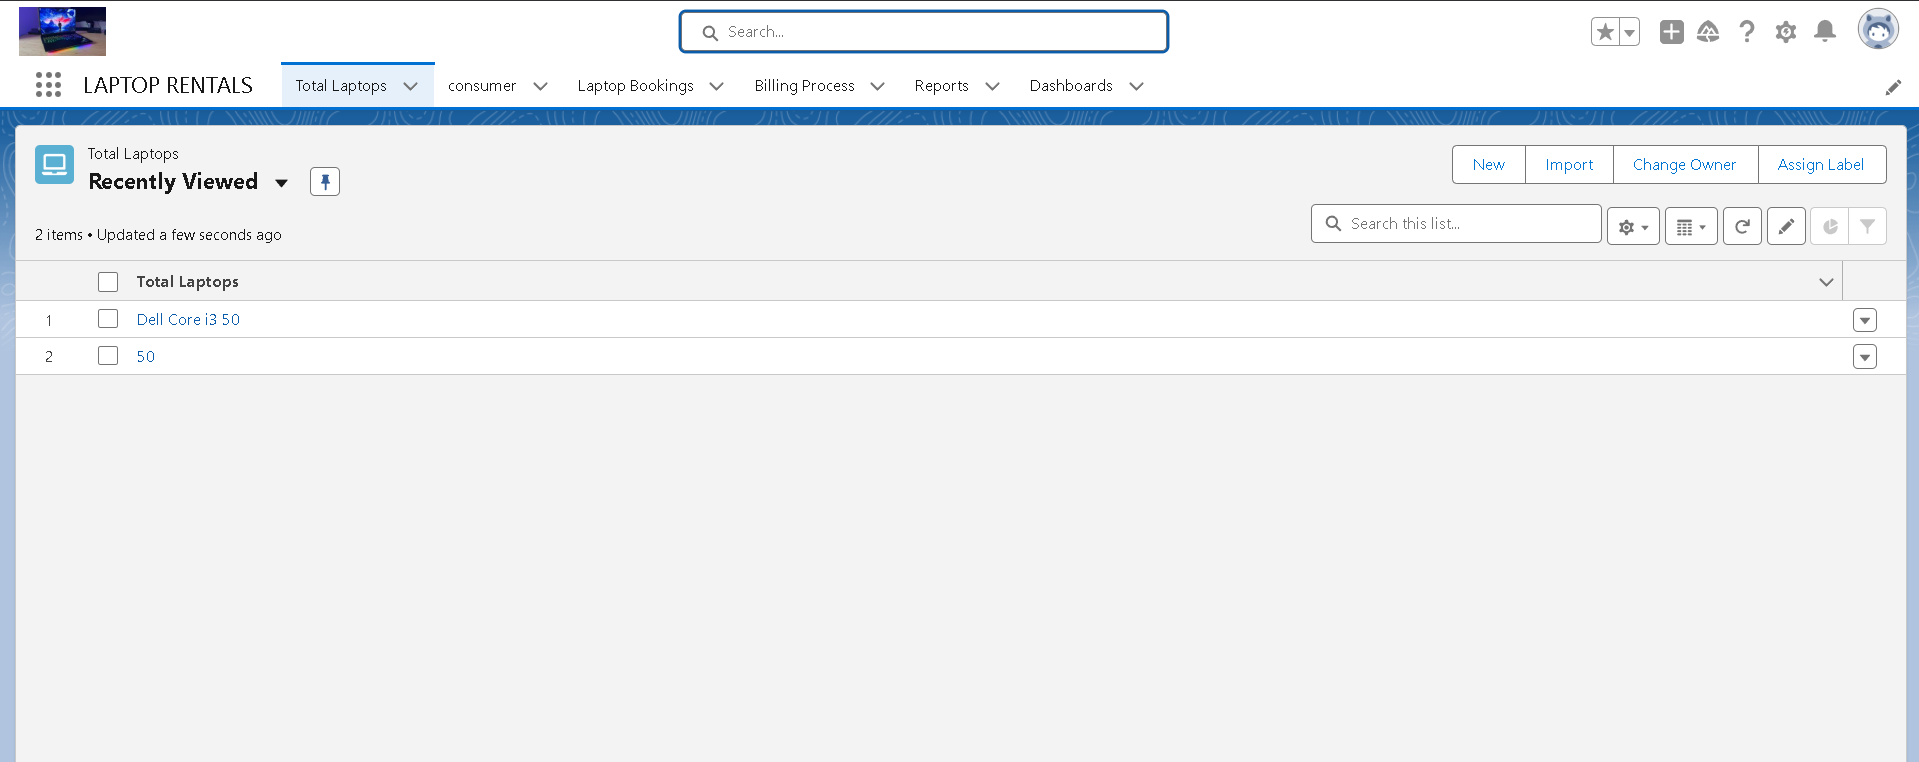 Search...
LAPTOP RENTALS
Total Laptops
consumer
Laptop Bookings
Billing Process
Reports
Dashboards
Total Laptops
Recently Viewed
New
Import
Change Owner
Assign Label
2 items • Updated a few seconds ago
Search this list...
Total Laptops
1
Dell Core i3 50
2
50